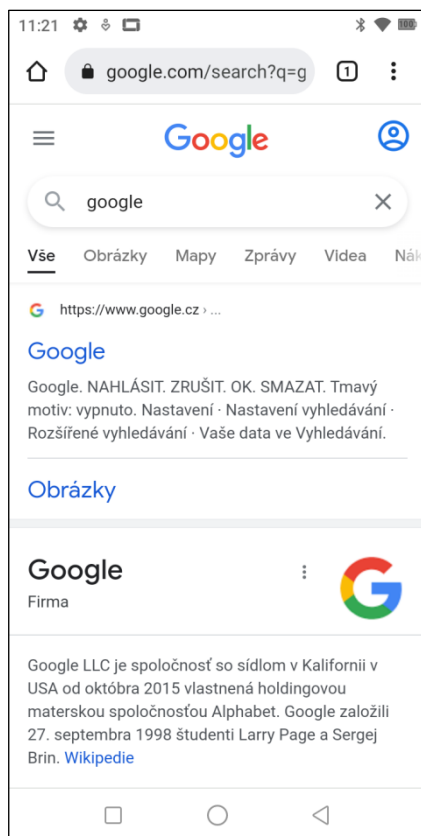 11:21
100
google.com/search?q=g
1
Google
google
Vše Obrázky Mapy Zprávy Videa Nák
https://www.google.cz › ...
Google
Google. NAHLÁSIT. ZRUŠIT. OK. SMAZAT. Tmavý
motiv: vypnuto. Nastavení · Nastavení vyhledávání ·
Rozšířené vyhledávání · Vaše data ve Vyhledávání.
Obrázky
Google
Firma
Google LLC je spoločnosť so sídlom v Kalifornii v
USA od októbra 2015 vlastnená holdingovou
materskou spoločnosťou Alphabet. Google založili
27. septembra 1998 študenti Larry Page a Sergej
Brin. Wikipedie